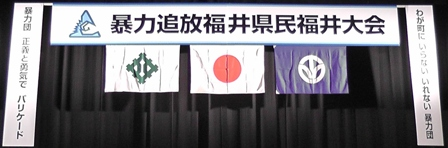 暴力追放福井県民福井大会
わが町に いらない いれない 暴力団
暴力団 正義と勇気で バリケード